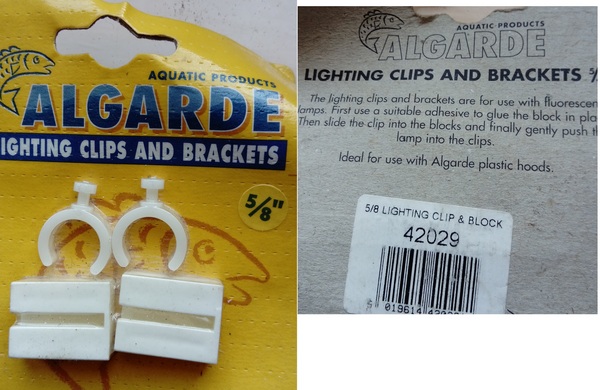 AQUATIC PRODUCTS
ALGARDE
LIGHTING CLIPS AND BRACKETS
5/8"
AQUATIC·PRODUCTS
ALGARDE
LIGHTING CLIPS AND BRACKETS
The lighting clips and brackets are for use with fluorescen
lamps. First use a suitable adhesive to glue the block in pla
Then slide the clip into the blocks and finally gently push t
lamp into the clips.
Ideal for use with Algarde plastic hoods.
5/8 LIGHTING CLIP & BLOCK
42029
5 019614